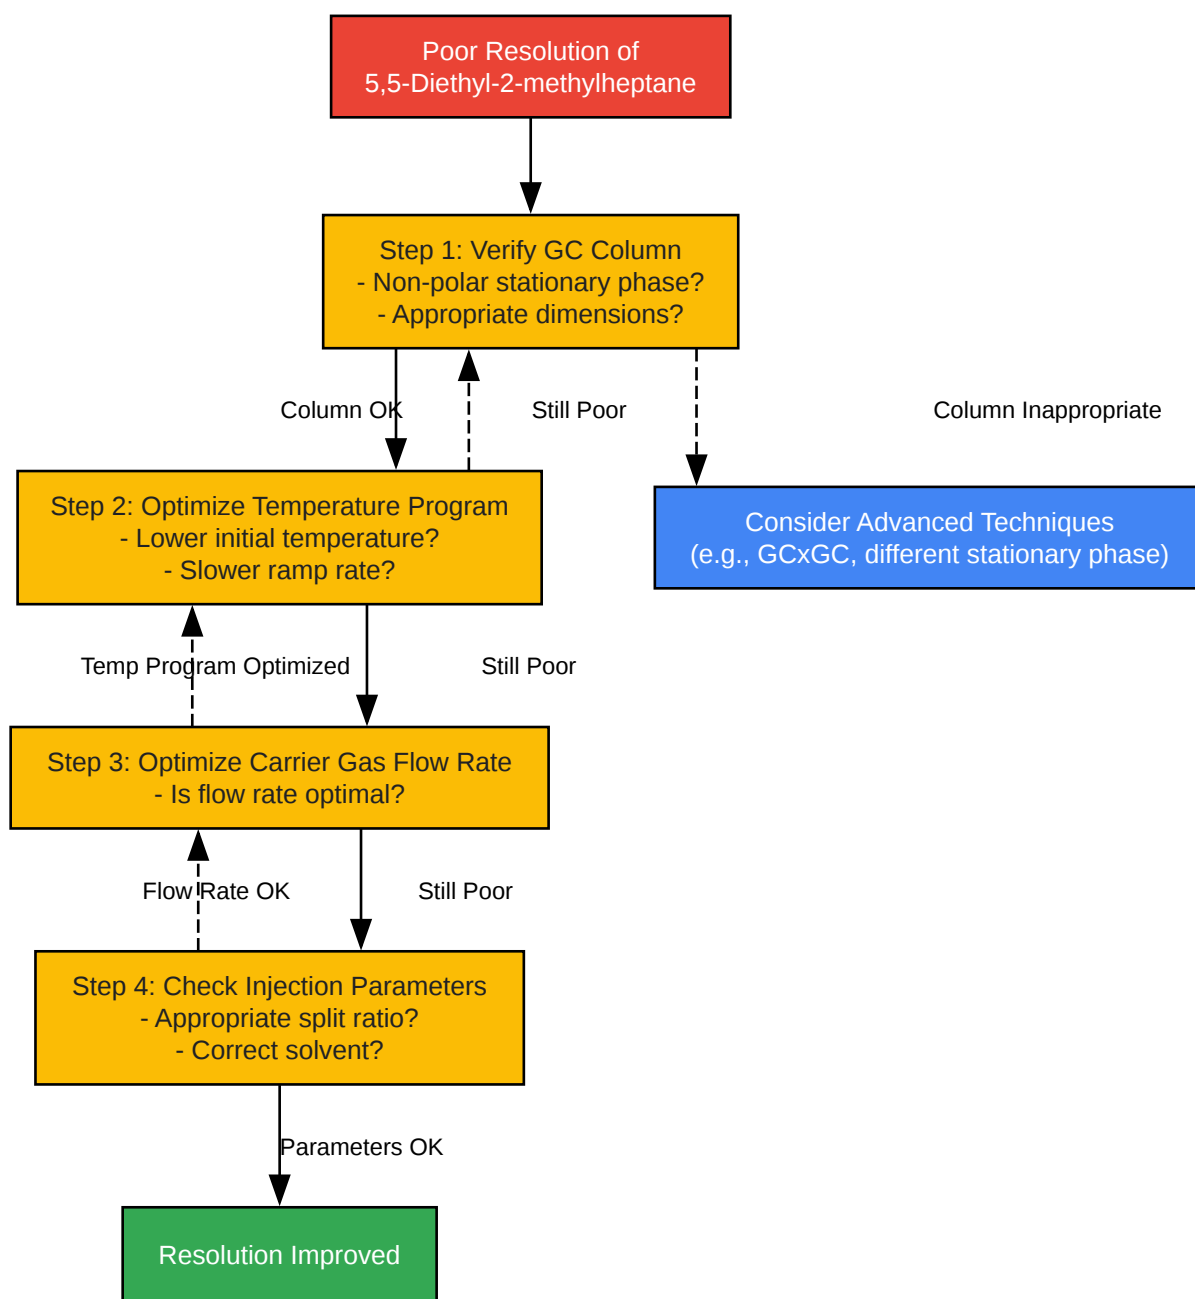 Poor Resolution of
5,5-Diethyl-2-methylheptane
Step 1: Verify GC Column
- Non-polar stationary phase?
- Appropriate dimensions?
Column OK
Still Poor
Column Inappropriate
Step 2: Optimize Temperature Program
- Lower initial temperature?
- Slower ramp rate?
Consider Advanced Techniques
(e.g., GCxGC, different stationary phase)
Temp Program Optimized
Still Poor
Step 3: Optimize Carrier Gas Flow Rate
- Is flow rate optimal?
Flow Rate OK
Still Poor
Step 4: Check Injection Parameters
- Appropriate split ratio?
- Correct solvent?
Parameters OK
Resolution Improved